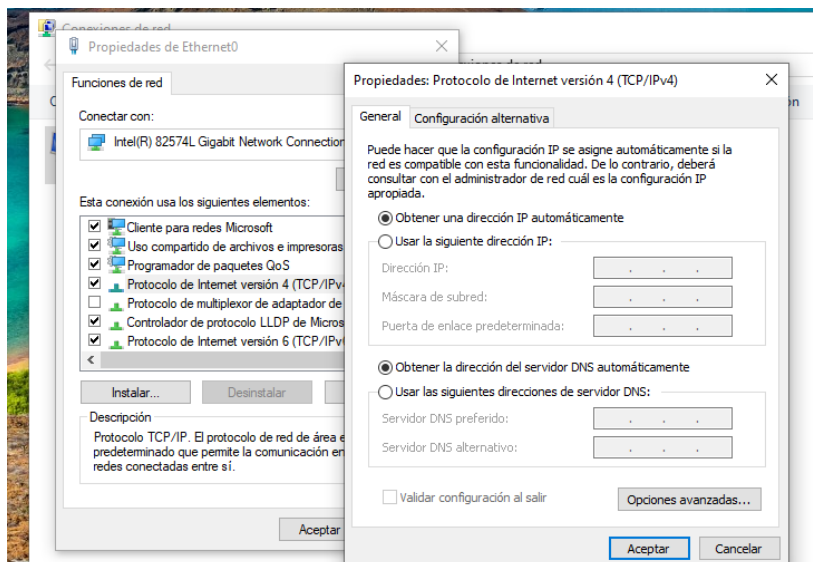 Conexiones de red
Propiedades de Ethernet0
Funciones de red
Conectar con:
Intel(R) 82574L Gigabit Network Connection
Esta conexión usa los siguientes elementos:
Cliente para redes Microsoft
Uso compartido de archivos e impresoras
Programador de paquetes QoS
Protocolo de Internet versión 4 (TCP/IPv4
Protocolo de multiplexor de adaptador de
Controlador de protocolo LLDP de Micros
Protocolo de Internet versión 6 (TCP/IPv
Instalar...
Desinstalar
Descripción
Protocolo TCP/IP. El protocolo de red de área e
predeterminado que permite la comunicación en
redes conectadas entre sí.
Aceptar
Propiedades: Protocolo de Internet versión 4 (TCP/IPv4)
General
Configuración alternativa
Puede hacer que la configuración IP se asigne automáticamente si la
red es compatible con esta funcionalidad. De lo contrario, deberá
consultar con el administrador de red cuál es la configuración IP
apropiada.
Obtener una dirección IP automáticamente
Usar la siguiente dirección IP:
Dirección IP:
Máscara de subred:
Puerta de enlace predeterminada:
Obtener la dirección del servidor DNS automáticamente
Usar las siguientes direcciones de servidor DNS:
Servidor DNS preferido:
Servidor DNS alternativo:
Validar configuración al salir
Opciones avanzadas...
Aceptar
Cancelar